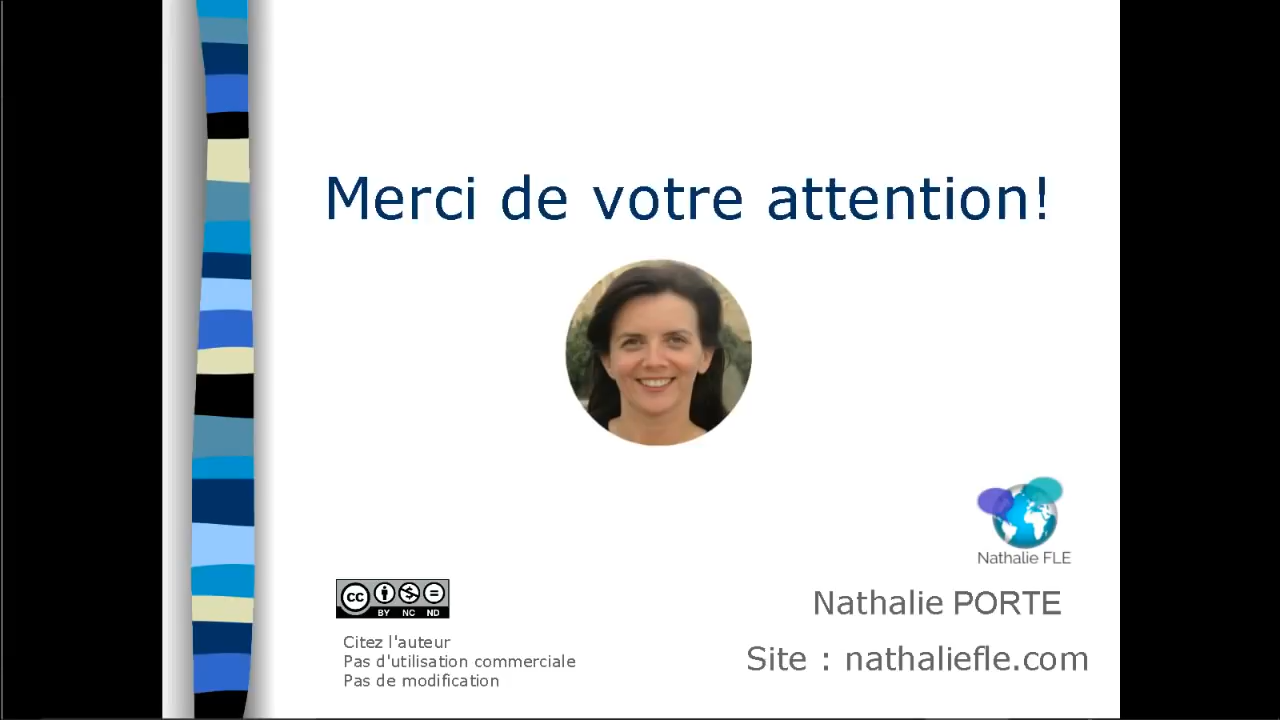 Merci de votre attention!
Nathalie FLE
cc
BY NC ND
Nathalie PORTE
Citez l'auteur
Pas d'utilisation commerciale
Pas de modification
Site : nathaliefle.com